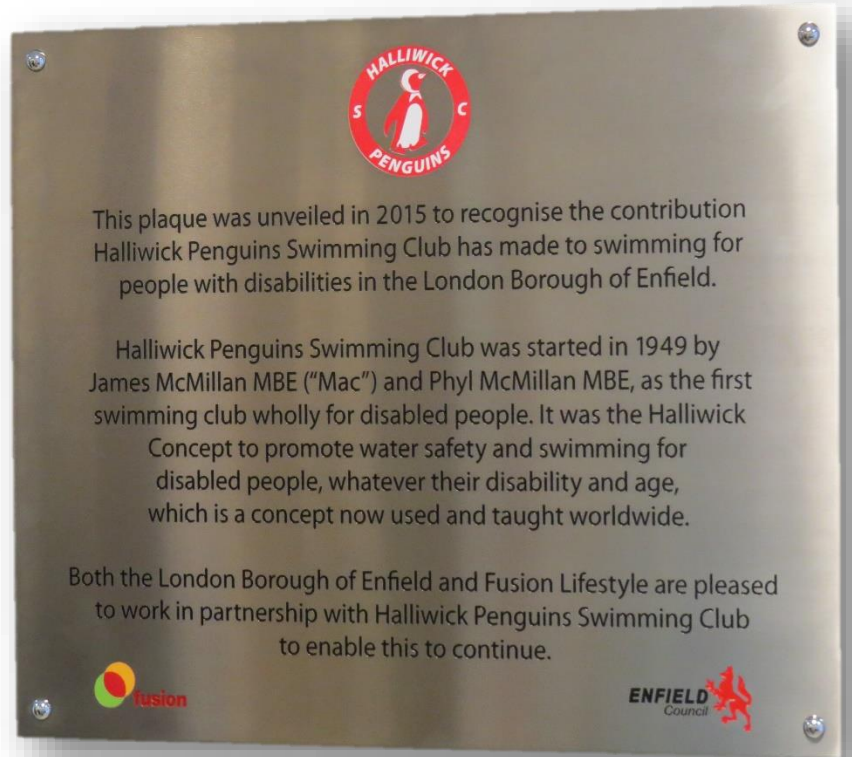 HALLIWICK
S C
PENGUINS
This plaque was unveiled in 2015 to recognise the contribution
Halliwick Penguins Swimming Club has made to swimming for
people with disabilities in the London Borough of Enfield.
Halliwick Penguins Swimming Club was started in 1949 by
James McMillan MBE (“Mac”) and Phyl McMillan MBE, as the first
swimming club wholly for disabled people. It was the Halliwick
Concept to promote water safety and swimming for
disabled people, whatever their disability and age,
which is a concept now used and taught worldwide.
Both the London Borough of Enfield and Fusion Lifestyle are pleased
to work in partnership with Halliwick Penguins Swimming Club
to enable this to continue.
fusion
ENFIELD
Council